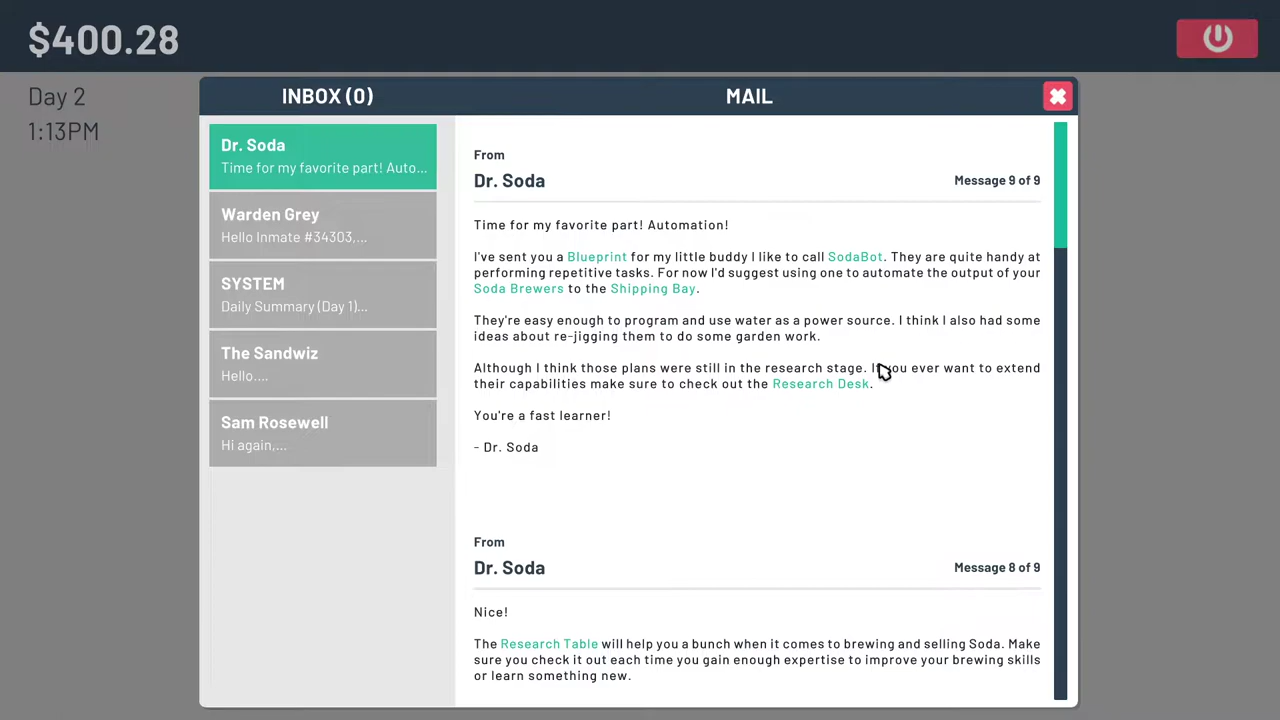 $400.28
Day 2
1:13PM
INBOX (0)
MAIL
Dr. Soda
Time for my favorite part! Auto...
Warden Grey
Hello Inmate #34303,...
SYSTEM
Daily Summary (Day 1)...
The Sandwiz
Hello....
Sam Rosewell
Hi again,...
From
Dr. Soda
Message 9 of 9
Time for my favorite part! Automation!
I've sent you a Blueprint for my little buddy I like to call SodaBot. They are quite handy at
performing repetitive tasks. For now I'd suggest using one to automate the output of your
Soda Brewers to the Shipping Bay.
They're easy enough to program and use water as a power source. I think I also had some
ideas about re-jigging them to do some garden work.
Although I think those plans were still in the research stage. If you ever want to extend
their capabilities make sure to check out the Research Desk.
You're a fast learner!
- Dr. Soda
From
Dr. Soda
Message 8 of 9
Nice!
The Research Table will help you a bunch when it comes to brewing and selling Soda. Make
sure you check it out each time you gain enough expertise to improve your brewing skills
or learn something new.